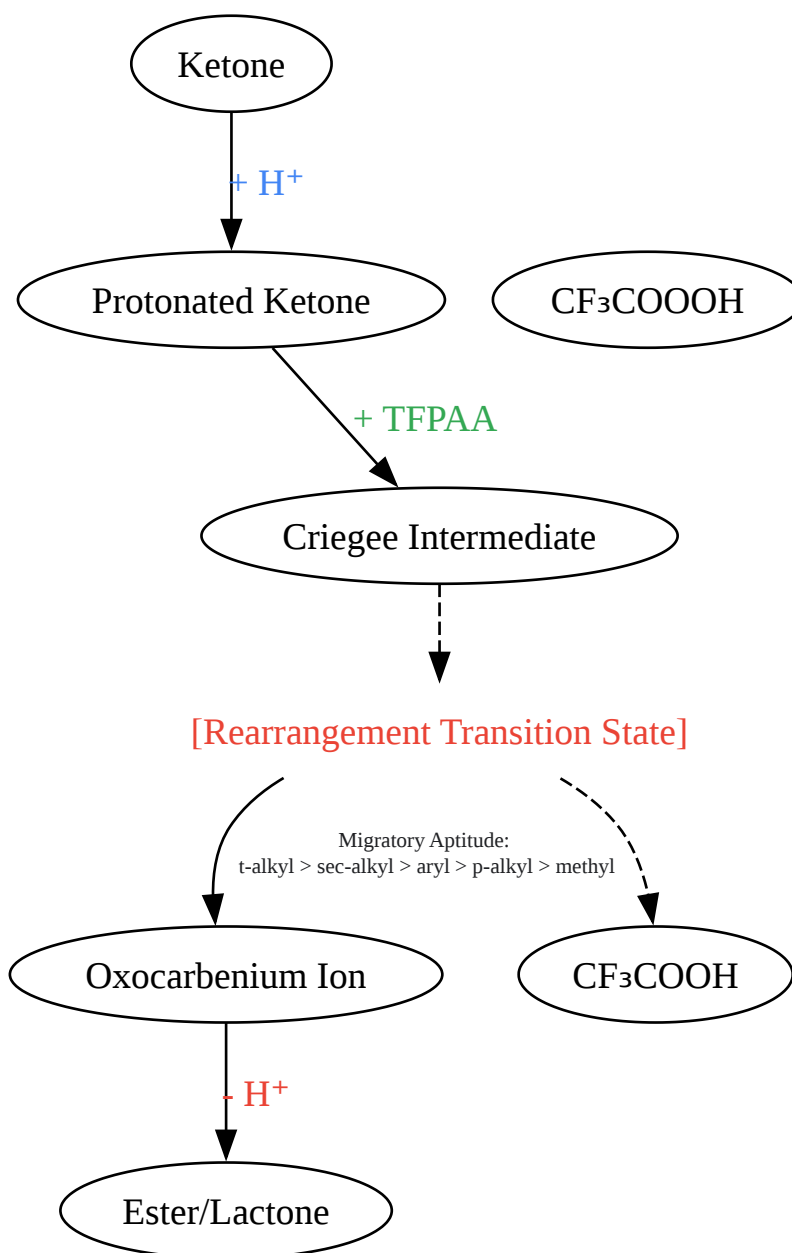 Ketone
+ H⁺
Protonated Ketone
CF₃COOOH
+ TFPAA
Criegee Intermediate
[Rearrangement Transition State]
Migratory Aptitude:
t-alkyl > sec-alkyl > aryl > p-alkyl > methyl
Oxocarbenium Ion
CF₃COOH
- H⁺
Ester/Lactone